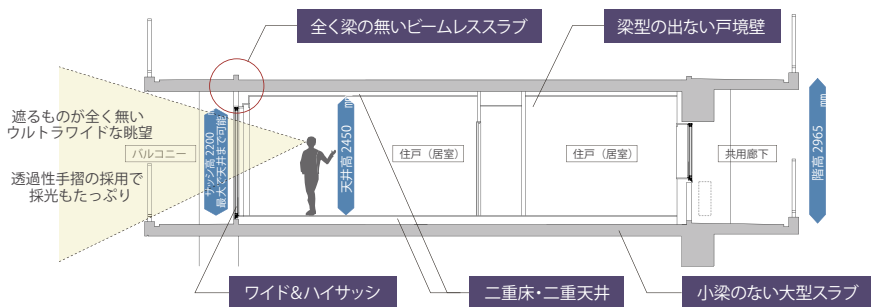 全く梁の無いビームレススラブ
梁型の出ない戸境壁
遮るものが全く無い
ウルトラワイドな眺望
バルコニー
透過性手摺の採用で
採光もたっぷり
サッシ高 2200 ㎜
最大で天井まで可能
天井高 2450 ㎜
住戸（居室）
住戸（居室）
共用廊下
階高 2965 ㎜
ワイド&ハイサッシ
二重床・二重天井
小梁のない大型スラブ